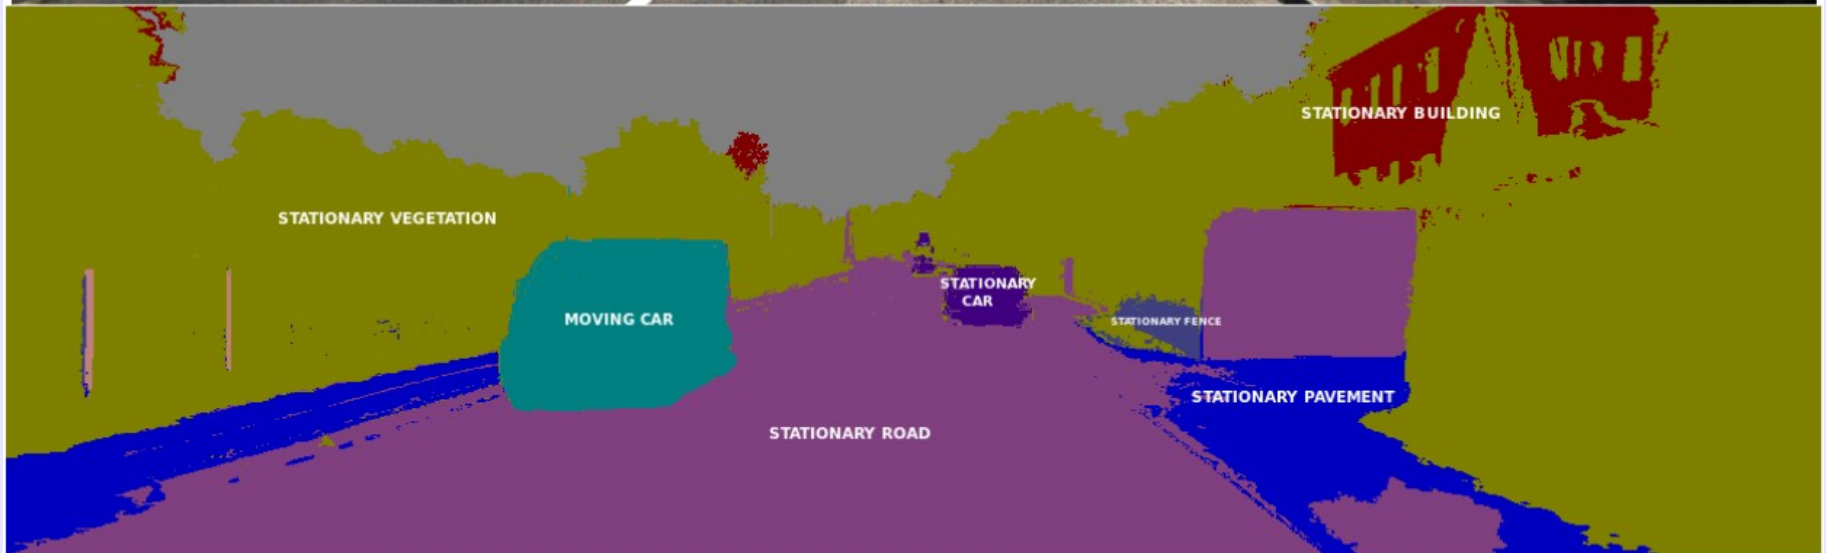 STATIONARY BUILDING
STATIONARY VEGETATION
STATIONARY
CAR
MOVING CAR
STATIONARY FENCE
STATIONARY PAVEMENT
STATIONARY ROAD